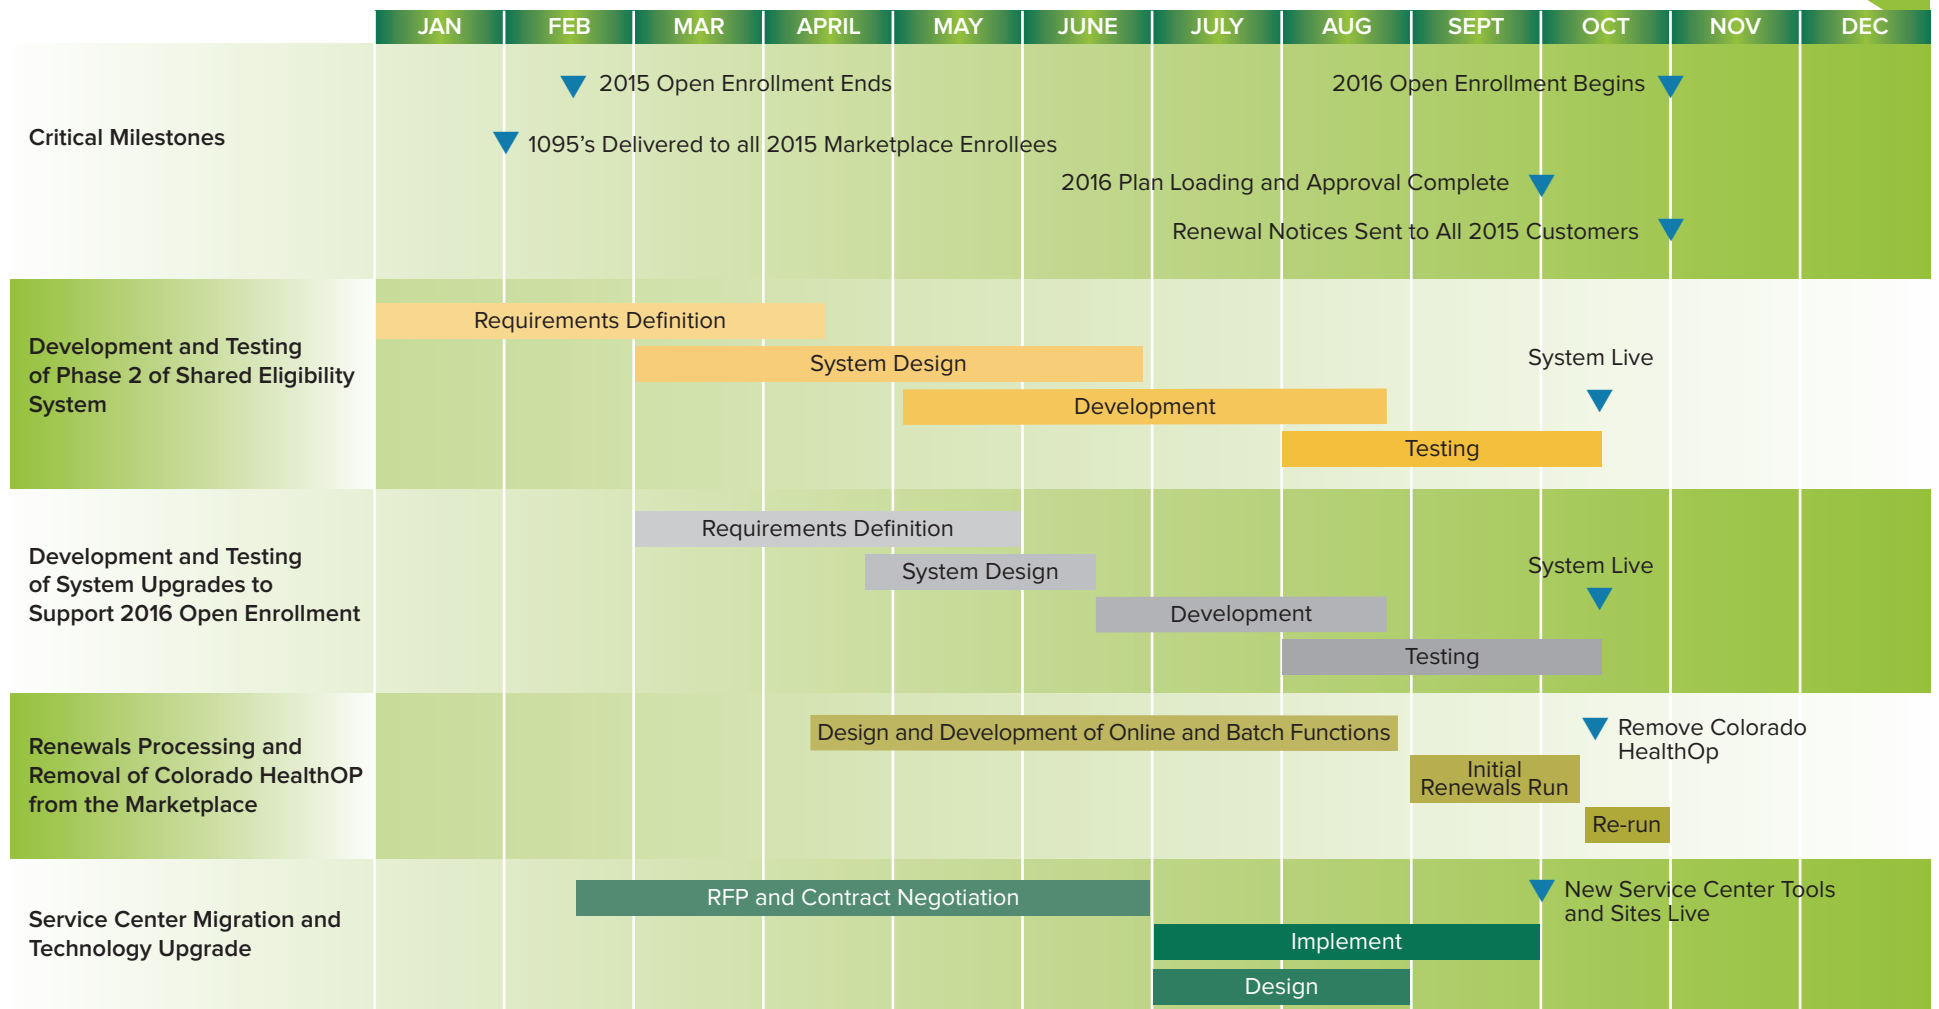 JAN FEB MAR APRIL MAY JUNE JULY AUG SEPT OCT NOV DEC
Critical Milestones
2015 Open Enrollment Ends
2016 Open Enrollment Begins
1095’s Delivered to all 2015 Marketplace Enrollees
2016 Plan Loading and Approval Complete
Renewal Notices Sent to All 2015 Customers
Development and Testing
of Phase 2 of Shared Eligibility
System
Requirements Definition
System Design
Development
Testing
System Live
Development and Testing
of System Upgrades to
Support 2016 Open Enrollment
Requirements Definition
System Design
Development
Testing
System Live
Renewals Processing and
Removal of Colorado HealthOP
from the Marketplace
Design and Development of Online and Batch Functions
Remove Colorado
HealthOp
Initial
Renewals Run
Re-run
Service Center Migration and
Technology Upgrade
RFP and Contract Negotiation
New Service Center Tools
and Sites Live
Implement
Design